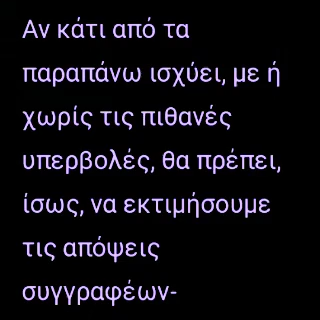 Αν κάτι από τα
παραπάνω ισχύει, με ή
χωρίς τις πιθανές
υπερβολές, θα πρέπει,
ίσως, να εκτιμήσουμε
τις απόψεις
συγγραφέων-